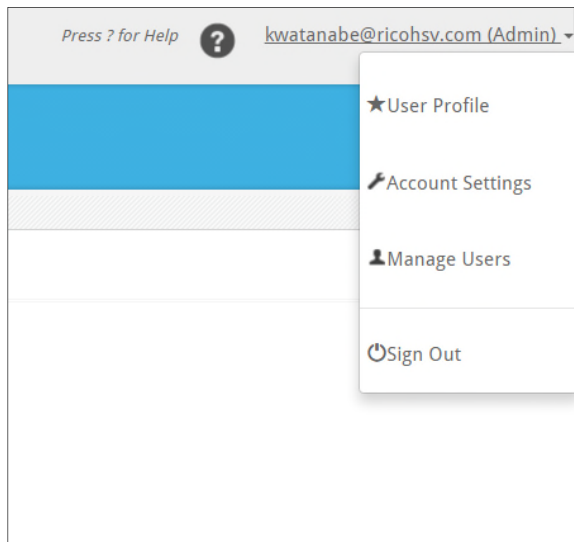 Press ? for Help ? kwatanabe@ricohsv.com (Admin)
User Profile
Account Settings
Manage Users
Sign Out